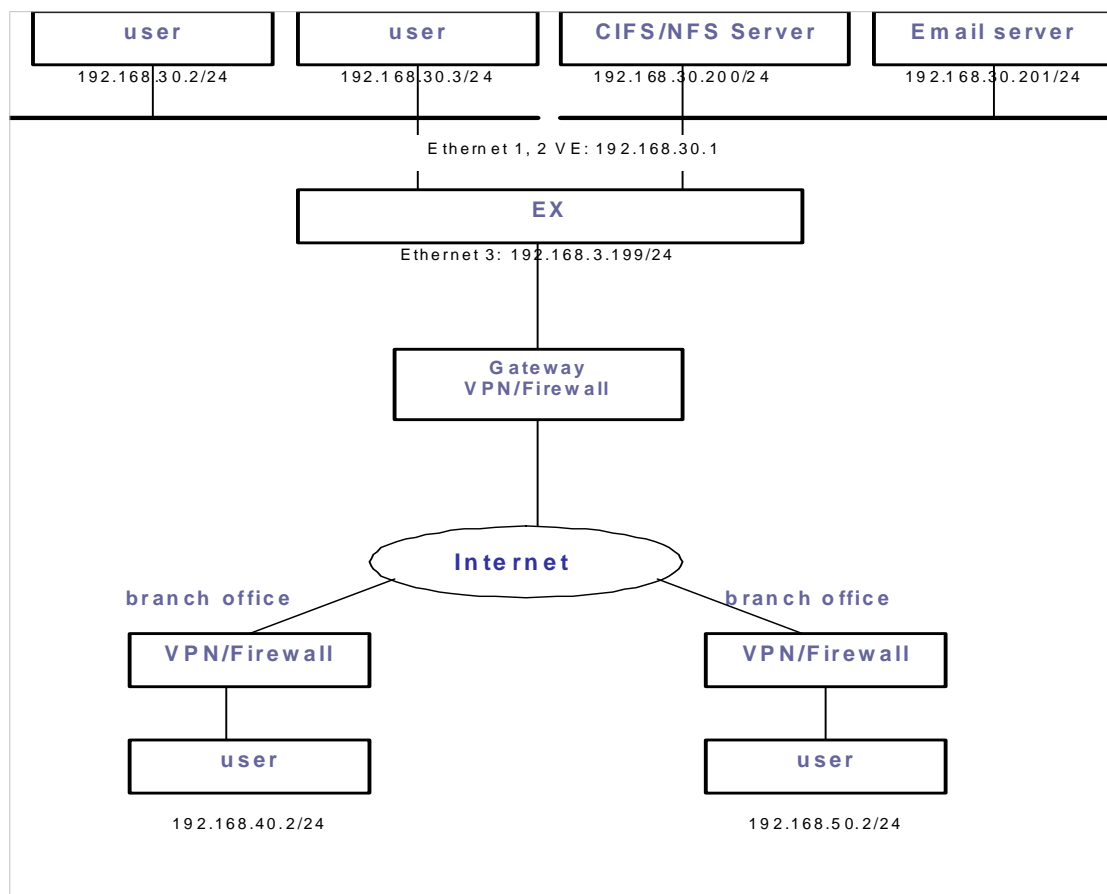 user
user
CIFS/NFS Server
Email server
192.168.30.2/24
192.168.30.3/24
192.168.30.200/24
192.168.30.201/24
Ethernet 1, 2 VE: 192.168.30.1
EX
Ethernet 3: 192.168.3.199/24
Gateway
VPN/Firewall
Internet
branch office
branch office
VPN/Firewall
VPN/Firewall
user
user
192.168.40.2/24
192.168.50.2/24